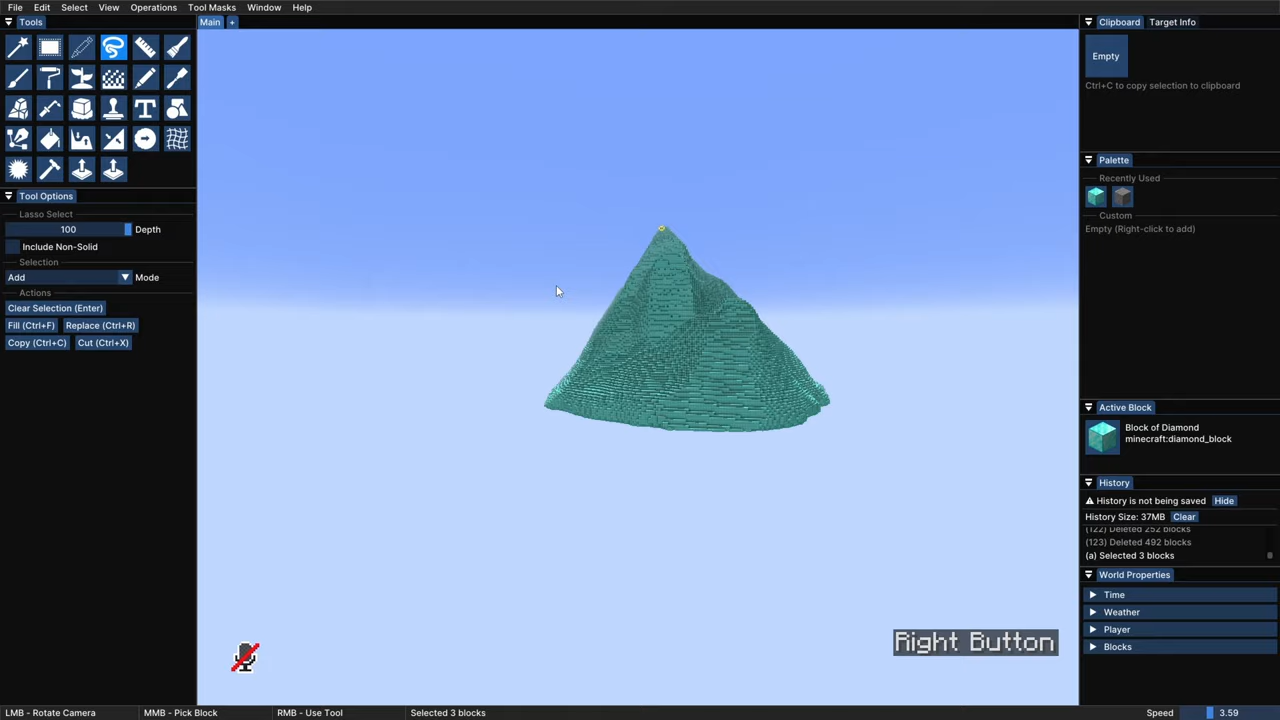 File Edit Select View Operations Tool Masks Window Help
Tools
Main +
Clipboard Target Info
Empty
Ctrl+C to copy selection to clipboard
Palette
Recently Used
Custom
Empty (Right-click to add)
Tool Options
Lasso Select
100 Depth
Include Non-Solid
Selection
Add Mode
Actions
Clear Selection (Enter)
Fill (Ctrl+F) Replace (Ctrl+R)
Copy (Ctrl+C) Cut (Ctrl+X)
Active Block
Block of Diamond
minecraft:diamond_block
History
History is not being saved Hide
History Size: 37MB Clear
(122) Deleted 252 blocks
(123) Deleted 492 blocks
(a) Selected 3 blocks
World Properties
Time
Weather
Player
Blocks
Right Button
LMB - Rotate Camera MMB - Pick Block RMB - Use Tool Selected 3 blocks Speed 3.59